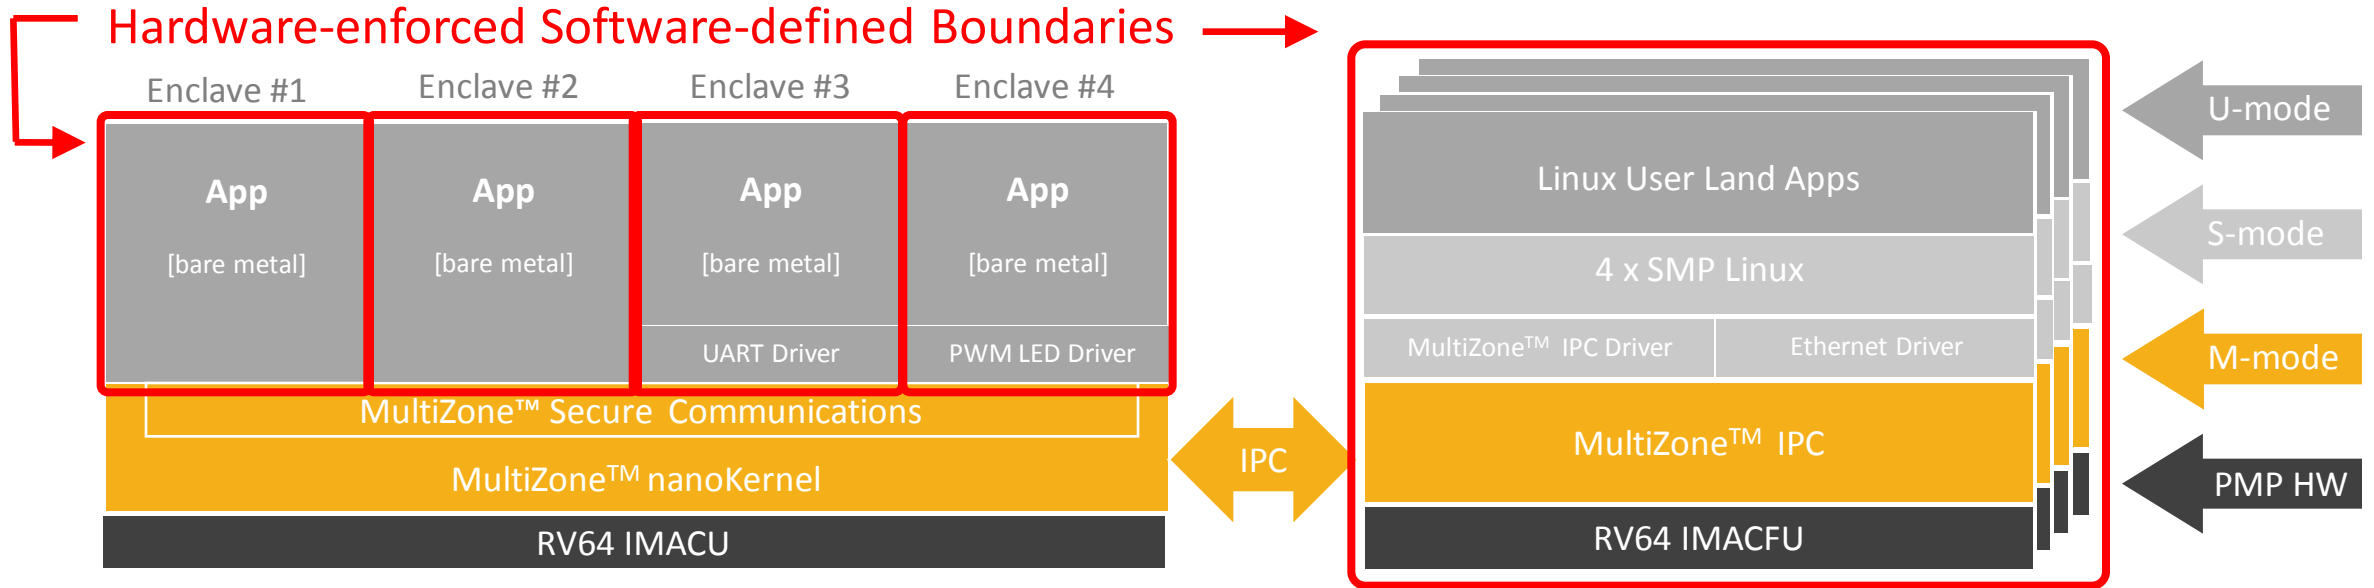 Hardware-enforced Software-defined Boundaries
Enclave #1
Enclave #2
Enclave #3
Enclave #4
App
[bare metal]
App
[bare metal]
App
[bare metal]
UART Driver
App
[bare metal]
PWM LED Driver
MultiZone™ Secure Communications
MultiZone™ nanoKernel
RV64 IMACU
IPC
Linux User Land Apps
4 x SMP Linux
MultiZone™ IPC Driver
Ethernet Driver
MultiZone™ IPC
RV64 IMACFU
U-mode
S-mode
M-mode
PMP HW